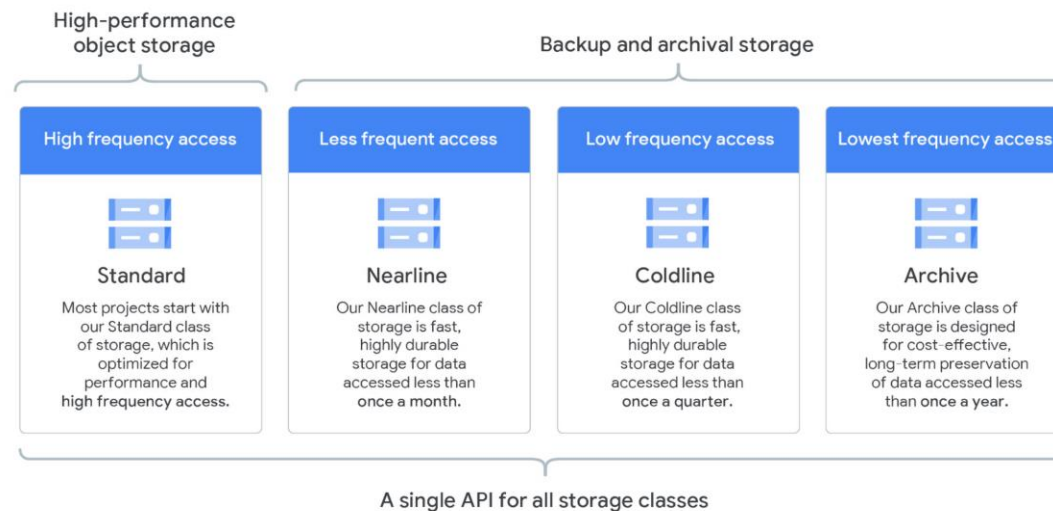 High-performance
object storage
Backup and archival storage
High frequency access
Standard
Most projects start with
our Standard class
of storage, which is
optimized for
performance and
high frequency access.
Less frequent access
Nearline
Our Nearline class of
storage is fast,
highly durable
storage for data
accessed less than
once a month.
Low frequency access
Coldline
Our Coldline class
of storage is fast,
highly durable
storage for data
accessed less than
once a quarter.
Lowest frequency access
Archive
Our Archive class of
storage is designed
for cost-effective,
long-term preservation
of data accessed less
than once a year.
A single API for all storage classes